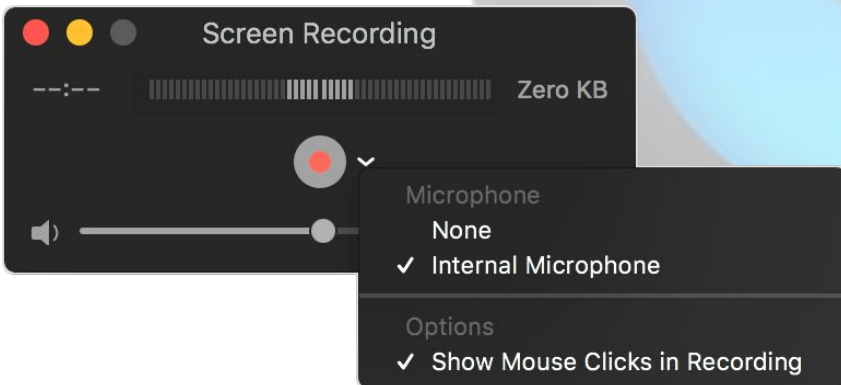 Screen Recording
--:-- Zero KB
Microphone
None
✓ Internal Microphone
Options
✓ Show Mouse Clicks in Recording